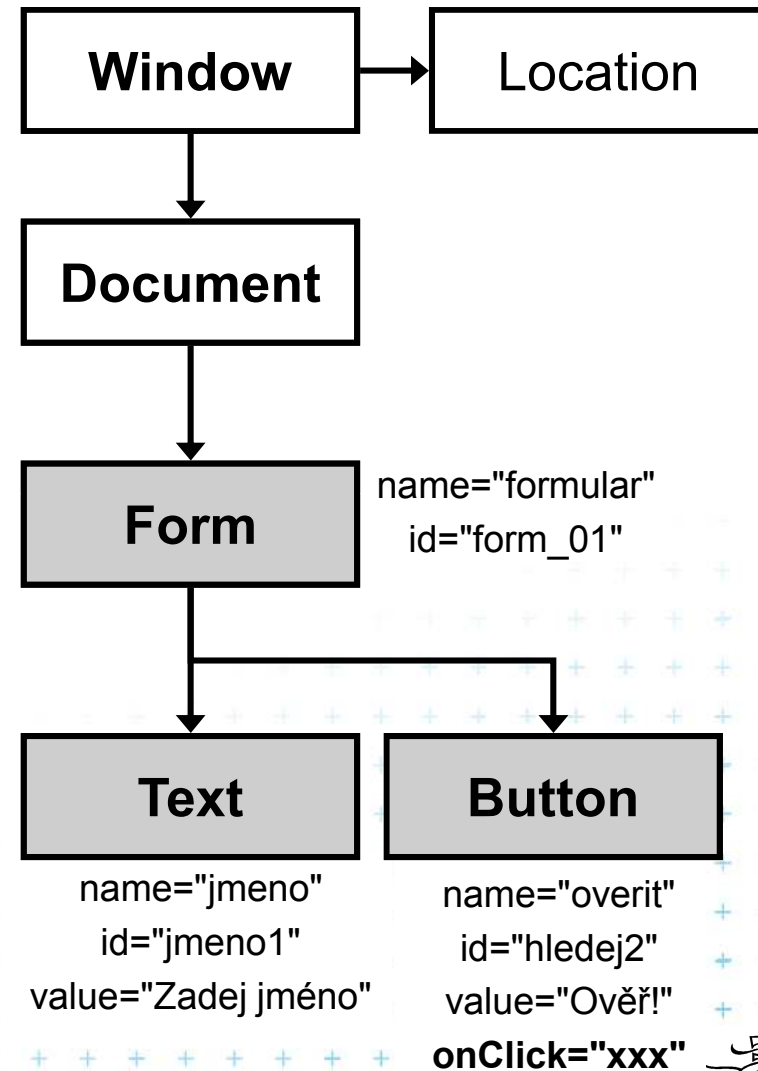 Window
Location
Document
Form
name="formular"
id="form_01"
Text
Button
name="jmeno"
id="jmeno1"
value="Zadej jméno"
name="overit"
id="hledej2"
value="Ověř!"
onClick="xxx"